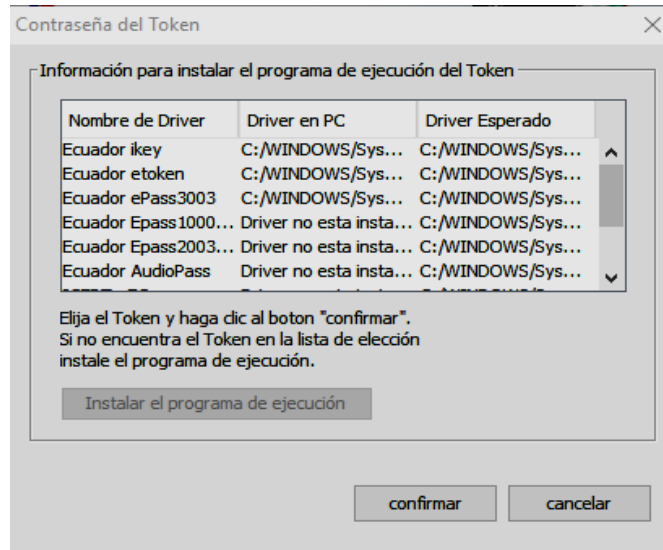 Contraseña del Token
Información para instalar el programa de ejecución del Token
Nombre de Driver Driver en PC Driver Esperado
Ecuador ikey C:/WINDOWS/Sys... C:/WINDOWS/Sys...
Ecuador etoken C:/WINDOWS/Sys... C:/WINDOWS/Sys...
Ecuador ePass3003 C:/WINDOWS/Sys... C:/WINDOWS/Sys...
Ecuador Epass1000... Driver no esta insta... C:/WINDOWS/Sys...
Ecuador Epass2003... Driver no esta insta... C:/WINDOWS/Sys...
Ecuador AudioPass Driver no esta insta... C:/WINDOWS/Sys...
Elija el Token y haga clic al boton "confirmar".
Si no encuentra el Token en la lista de elección
instale el programa de ejecución.
Instalar el programa de ejecución
confirmar cancelar